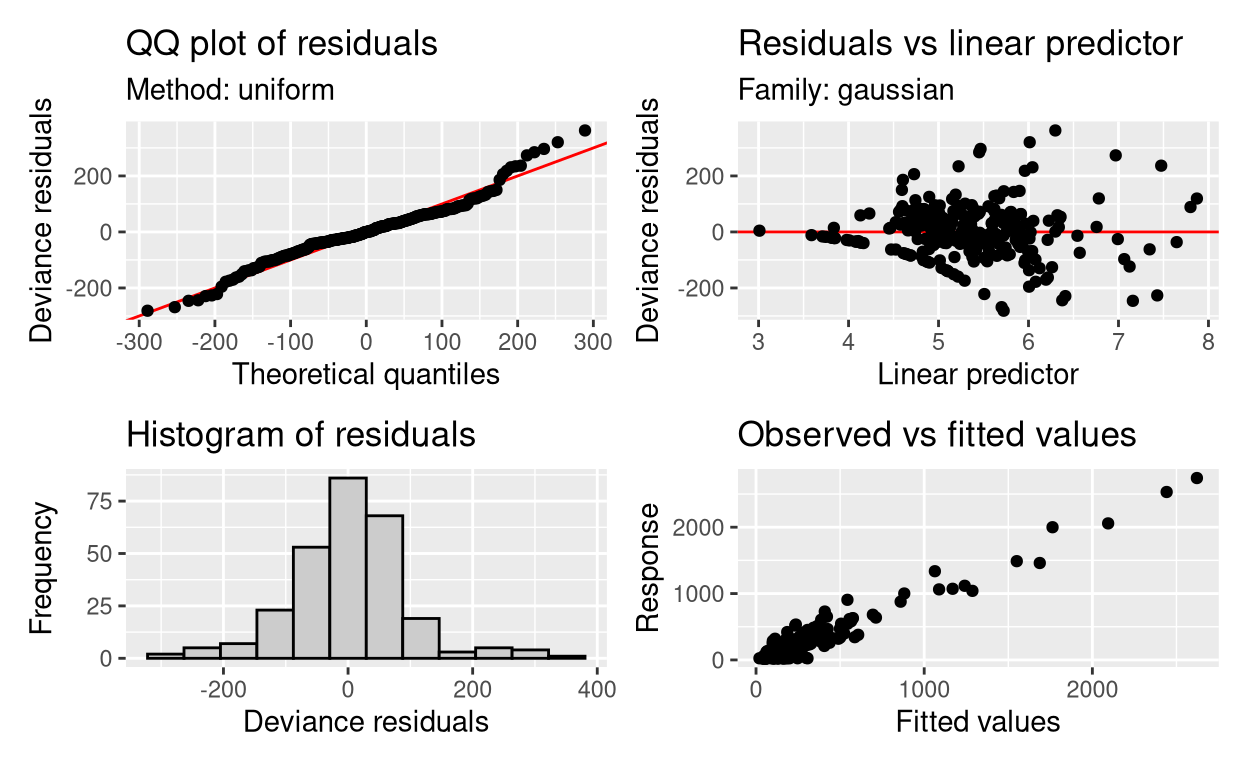 QQ plot of residuals
Method: uniform
Deviance residuals
200
0
-200
-300
-200
-100
0
100
200
300
Theoretical quantiles
Residuals vs linear predictor
Family: gaussian
Deviance residuals
200
0
-200
3
4
5
6
7
8
Linear predictor
Histogram of residuals
Frequency
75
50
25
0
-200
0
200
400
Deviance residuals
Observed vs fitted values
Response
2000
1000
0
0
1000
2000
Fitted values